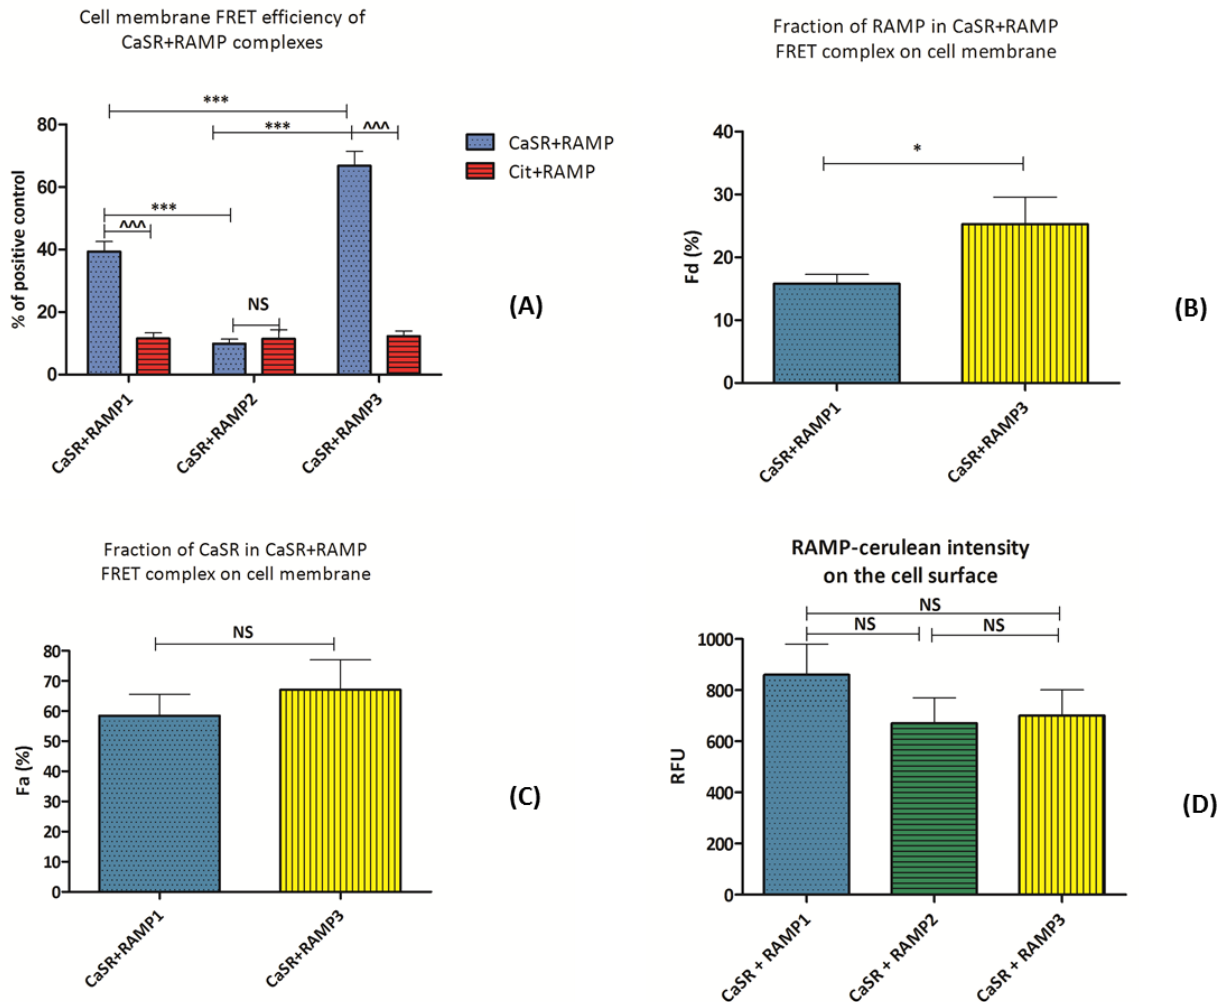 Cell membrane FRET efficiency of
CaSR+RAMP complexes
% of positive control
80
60
40
20
0
***
***
^^^
***
^^^
NS
CaSR+RAMP
Cit+RAMP
CaSR+RAMP1
CaSR+RAMP2
CaSR+RAMP3
(A)
Fraction of RAMP in CaSR+RAMP
FRET complex on cell membrane
Fd (%)
40
30
20
10
0
*
CaSR+RAMP1
CaSR+RAMP3
(B)
Fraction of CaSR in CaSR+RAMP
FRET complex on cell membrane
Fa (%)
80
70
60
50
40
30
20
10
0
NS
CaSR+RAMP1
CaSR+RAMP3
(C)
RAMP-cerulean intensity
on the cell surface
RFU
1000
800
600
400
200
0
NS
NS
NS
CaSR + RAMP1
CaSR + RAMP2
CaSR + RAMP3
(D)